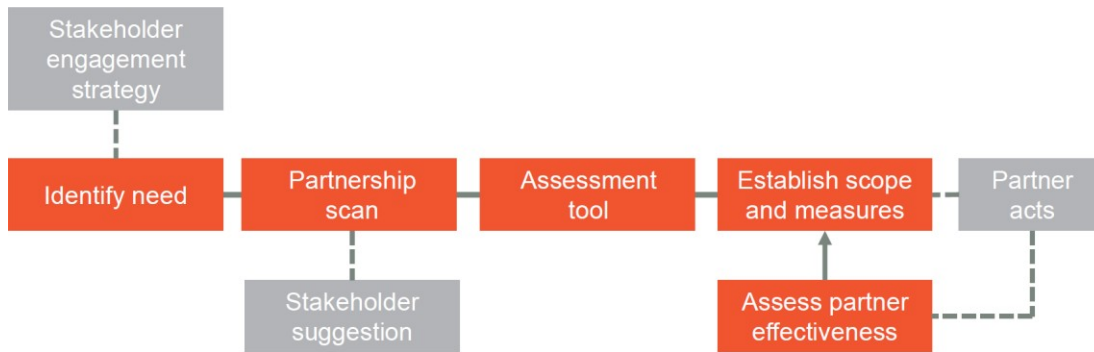 Stakeholder
engagement
strategy
Identify need
Partnership
scan
Assessment
tool
Establish scope
and measures
Partner
acts
Stakeholder
suggestion
Assess partner
effectiveness